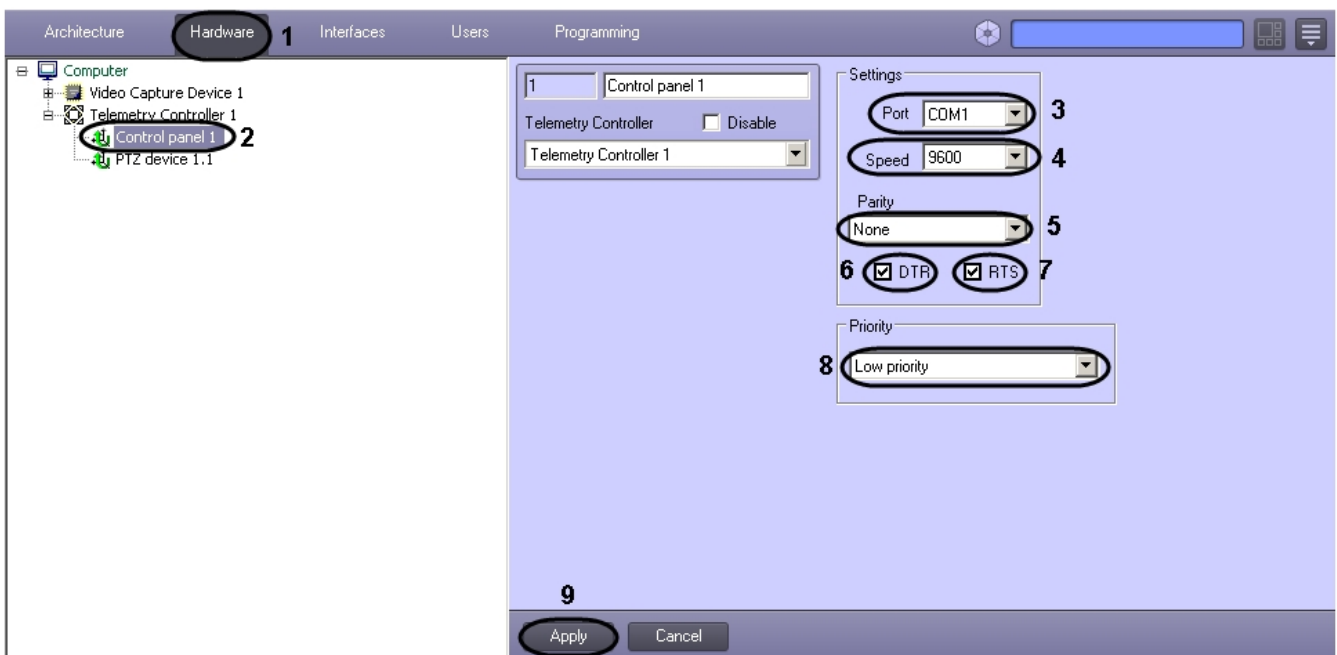 Architecture Hardware 1 Interfaces Users Programming
Computer
Video Capture Device 1
Telemetry Controller 1
Control panel 1 2
PTZ device 1.1
1 Control panel 1
Telemetry Controller Disable
Telemetry Controller 1
Settings
Port COM1 3
Speed 9600 4
Parity
None 5
6 DTR RTS 7
Priority
8 Low priority
9
Apply Cancel